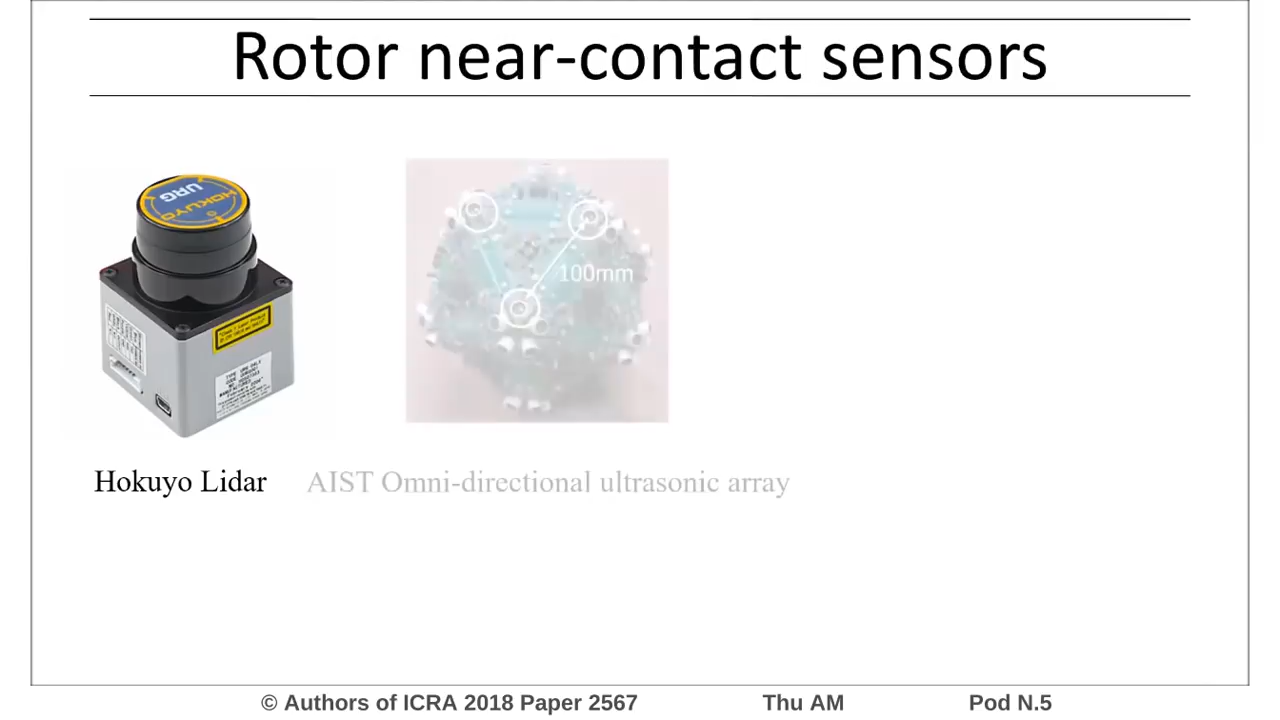 Rotor near-contact sensors
HOKUYO
URG
100mm
Hokuyo Lidar
AIST Omni-directional ultrasonic array
© Authors of ICRA 2018 Paper 2567 Thu AM Pod N.5